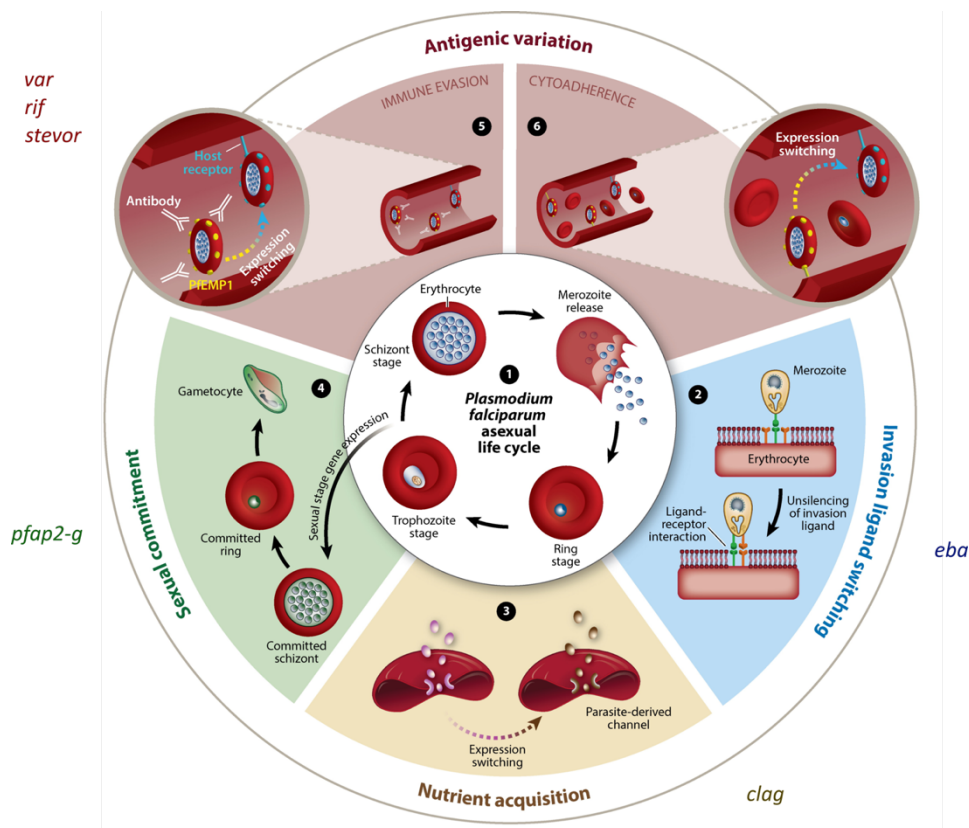 Antigenic variation
var
rif
stevor
IMMUNE EVASION
CYTOADHERENCE
5
6
Host
receptor
Antibody
Expression
switching
PfEMP1
Expression
switching
Erythrocyte
Schizont
stage
Merozoite
release
1
Plasmodium
falciparum
asexual
life cycle
Trophozoite
stage
Ring
stage
2
Merozoite
Erythrocyte
Unsilencing
of invasion
ligand
Ligand-
receptor
interaction
Invasion ligand switching
eba
4
Gametocyte
Sexual stage gene expression
Committed
ring
Committed
schizont
Sexual commitment
pfap2-g
3
Parasite-derived
channel
Expression
switching
Nutrient acquisition
clag